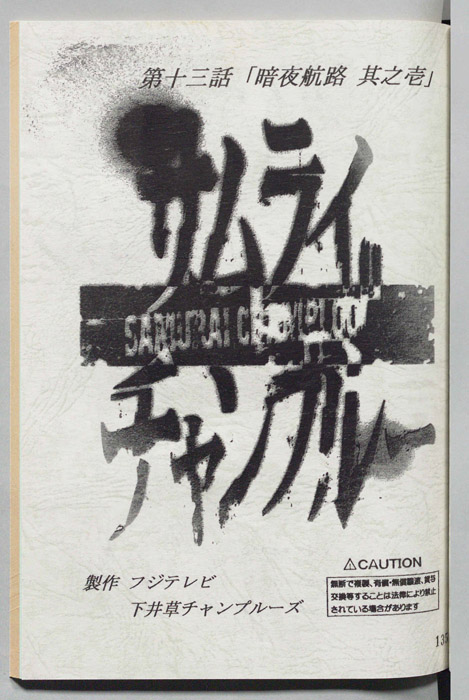 第十三話「暗夜航路 其之壱」
サムライ
SAMURAI CHAMPLOO
チャンプルー
製作 フジテレビ
下井草チャンプルーズ
⚠CAUTION
無断で複製、有償・無償譲渡、貸与
交換等することは法律により禁止
されている場合があります